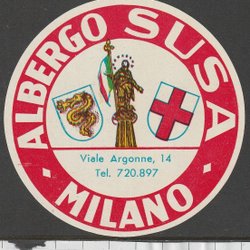 ALBERGO SUSA
Viale Argonne, 14
Tel. 720.897
MILANO